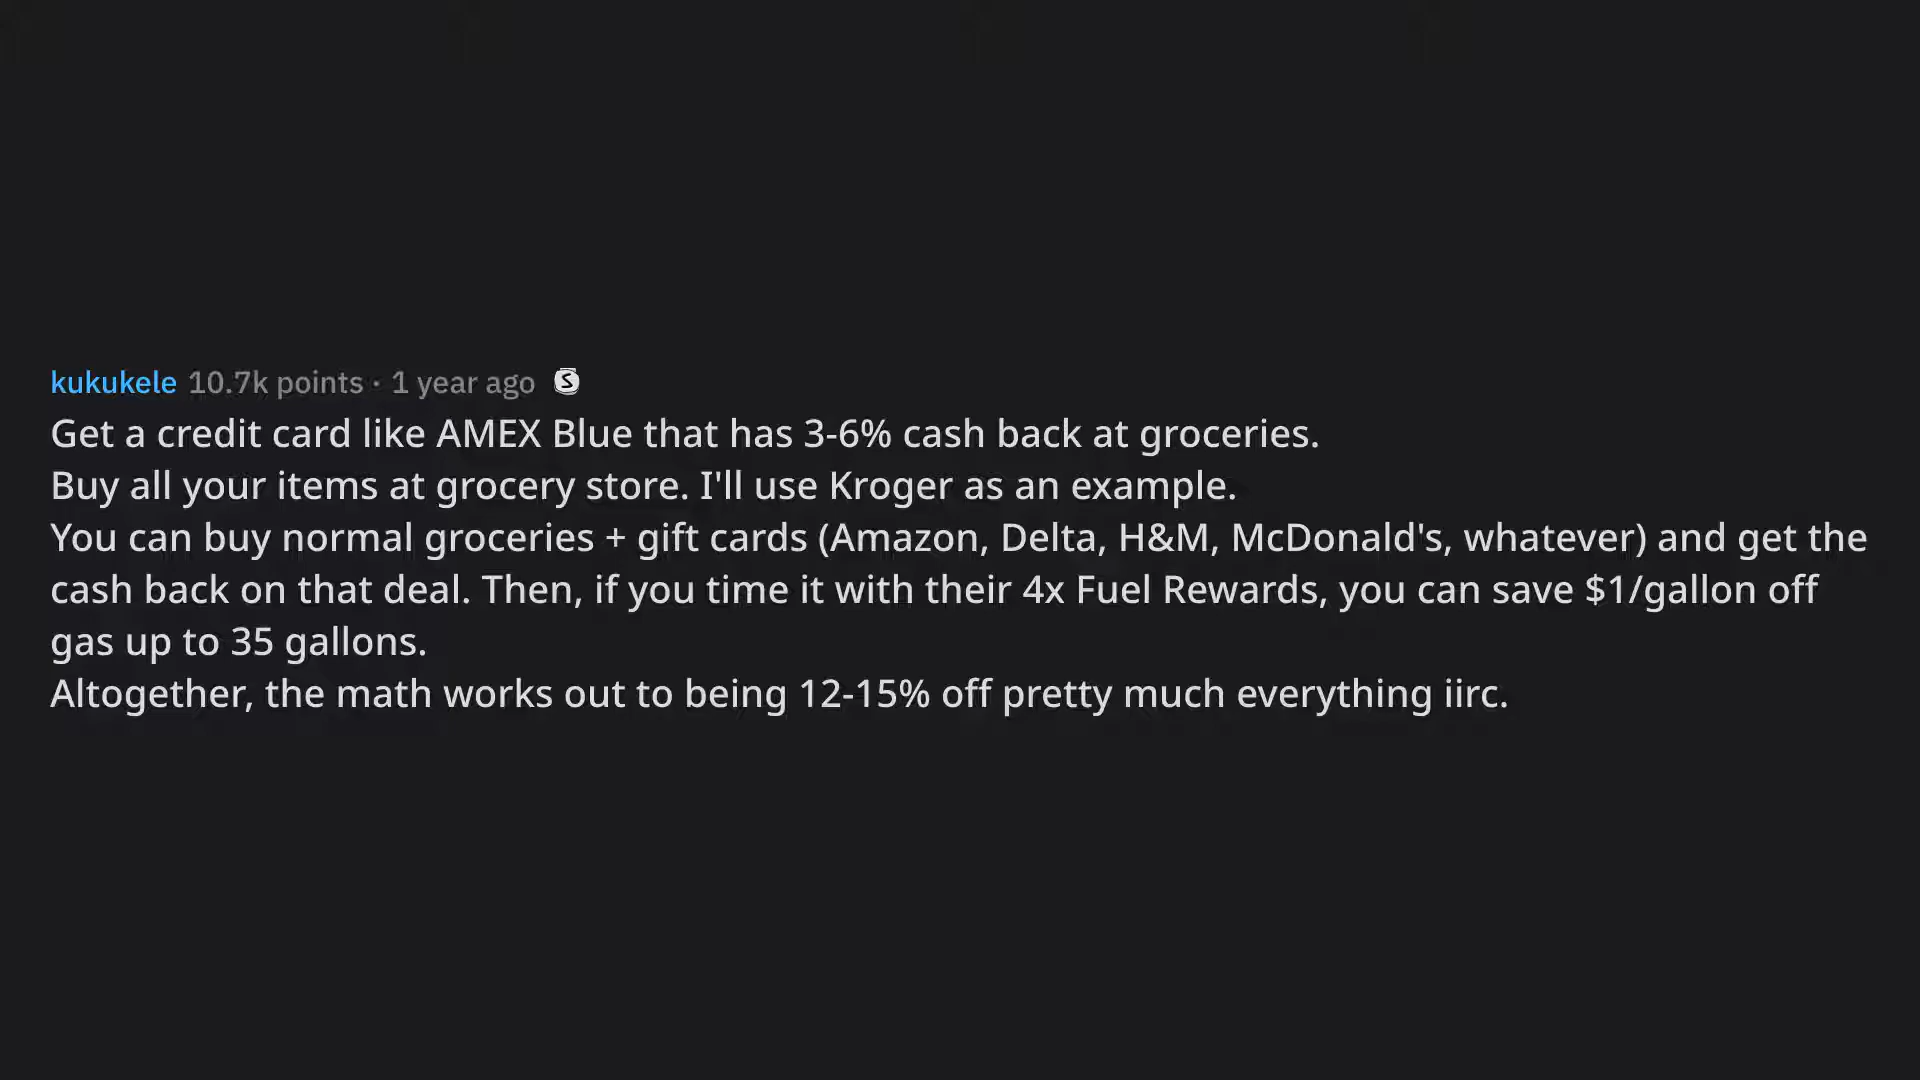 kukukele 10.7k points · 1 year ago S
Get a credit card like AMEX Blue that has 3-6% cash back at groceries.
Buy all your items at grocery store. I'll use Kroger as an example.
You can buy normal groceries + gift cards (Amazon, Delta, H&M, McDonald's, whatever) and get the
cash back on that deal. Then, if you time it with their 4x Fuel Rewards, you can save $1/gallon off
gas up to 35 gallons.
Altogether, the math works out to being 12-15% off pretty much everything iirc.